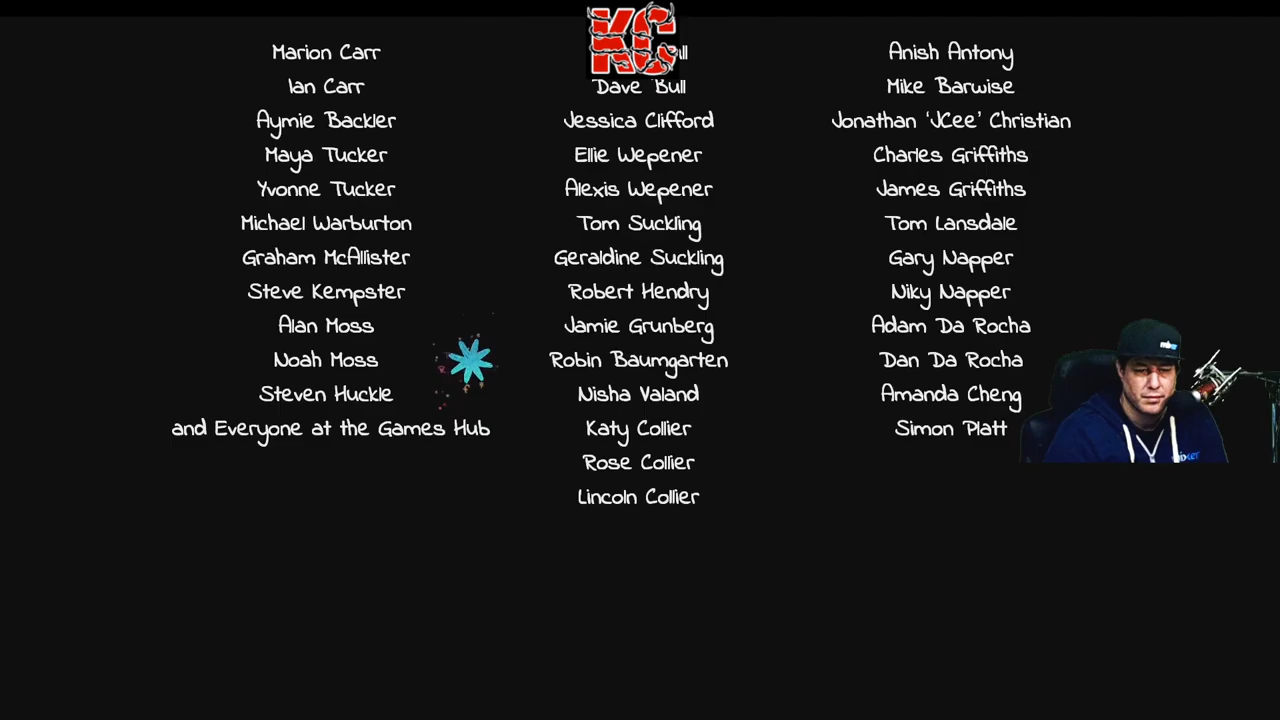 KC
Marion Carr
Ian Carr
Aymie Backler
Maya Tucker
Yvonne Tucker
Michael Warburton
Graham McAllister
Steve Kempster
Alan Moss
Noah Moss
Steven Huckle
and Everyone at the Games Hub
Dave Bull
Jessica Clifford
Ellie Wepener
Alexis Wepener
Tom Suckling
Geraldine Suckling
Robert Hendry
Jamie Grunberg
Robin Baumgarten
Nisha Valand
Katy Collier
Rose Collier
Lincoln Collier
Anish Antony
Mike Barwise
Jonathan 'JCee' Christian
Charles Griffiths
James Griffiths
Tom Lansdale
Gary Napper
Niky Napper
Adam Da Rocha
Dan Da Rocha
Amanda Cheng
Simon Platt